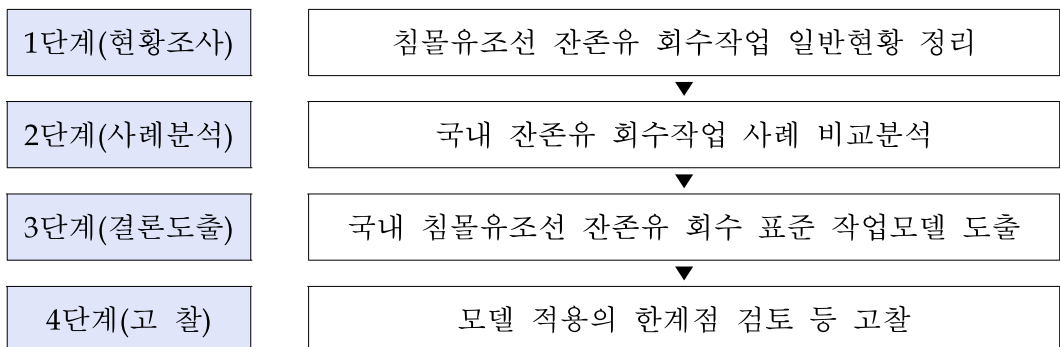 1단계(현황조사)
침몰유조선 잔존유 회수작업 일반현황 정리
2단계(사례분석)
국내 잔존유 회수작업 사례 비교분석
3단계(결론도출)
국내 침몰유조선 잔존유 회수 표준 작업모델 도출
4단계(고 찰)
모델 적용의 한계점 검토 등 고찰